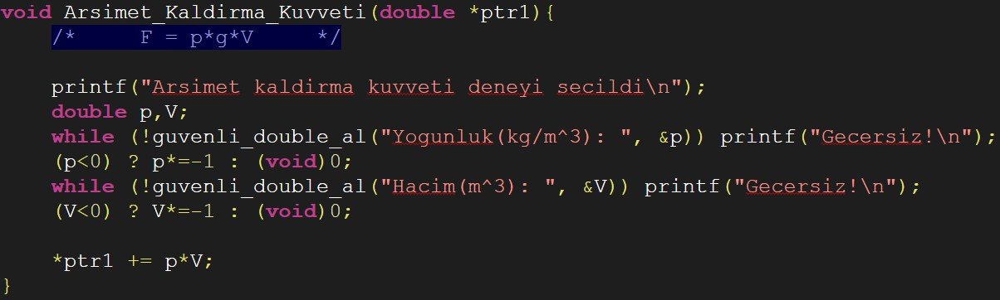 void Arsimet_Kaldirma_Kuvveti(double *ptr1){
/*      F = p*g*V      */
printf("Arsimet kaldirma kuvveti deneyi secildi\n");
double p,V;
while (!guvenli_double_al("Yogunluk(kg/m^3): ", &p)) printf("Gecersiz!\n");
(p<0) ? p*=-1 : (void)0;
while (!guvenli_double_al("Hacim(m^3): ", &V)) printf("Gecersiz!\n");
(V<0) ? V*=-1 : (void)0;
*ptr1 += p*V;
}